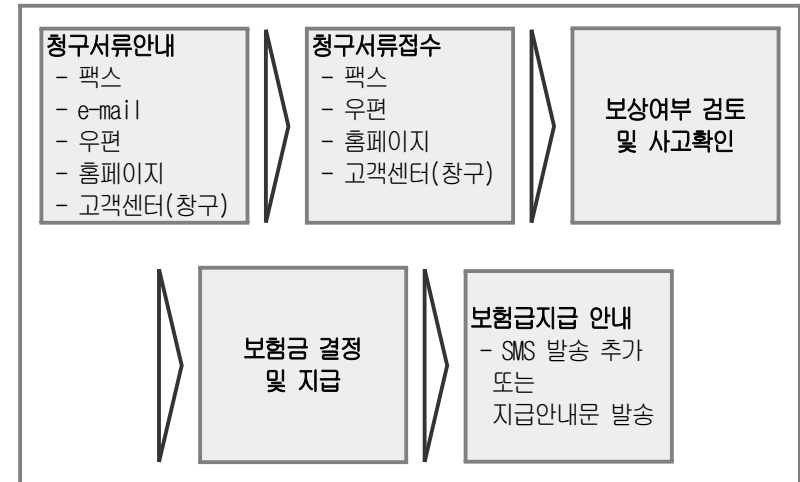 청구서류안내
- 팩스
- e-mail
- 우편
- 홈페이지
- 고객센터(창구)
청구서류접수
- 팩스
- 우편
- 홈페이지
- 고객센터(창구)
보상여부 검토
및 사고확인
보험금 결정
및 지급
보험급지급 안내
- SMS 발송 추가
또는
지급안내문 발송